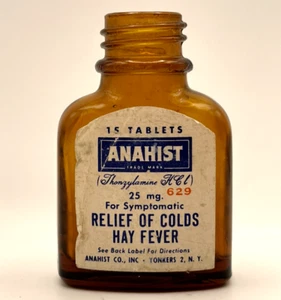 15 TABLETS
ANAHIST
TRADE MARK
(Thonzylamine HCl)
25 mg. 629
For Symptomatic
RELIEF OF COLDS
HAY FEVER
See Back Label For Directions
ANAHIST CO., INC · YONKERS 2, N. Y.